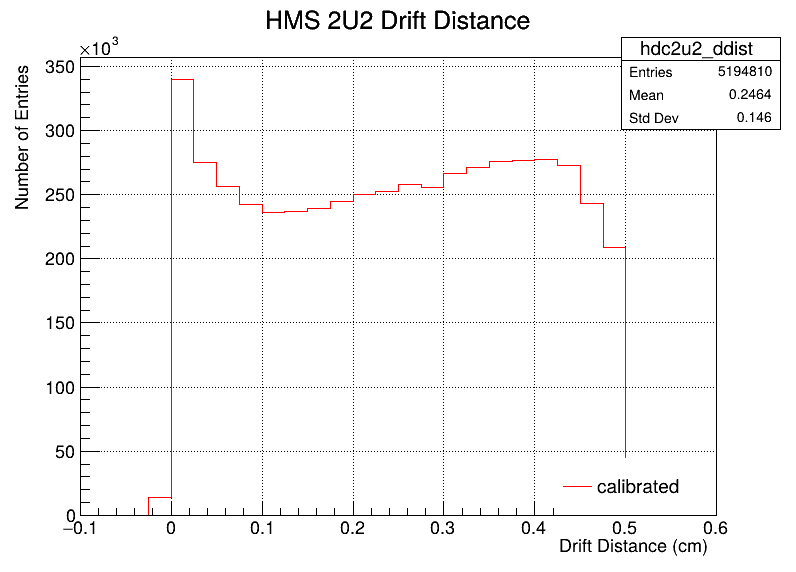 HMS 2U2 Drift Distance
×10³
hdc2u2_ddist
Entries 5194810
Mean 0.2464
Std Dev 0.146
Number of Entries
350
300
250
200
150
100
50
0
−0.1 0 0.1 0.2 0.3 0.4 0.5 0.6
calibrated
Drift Distance (cm)